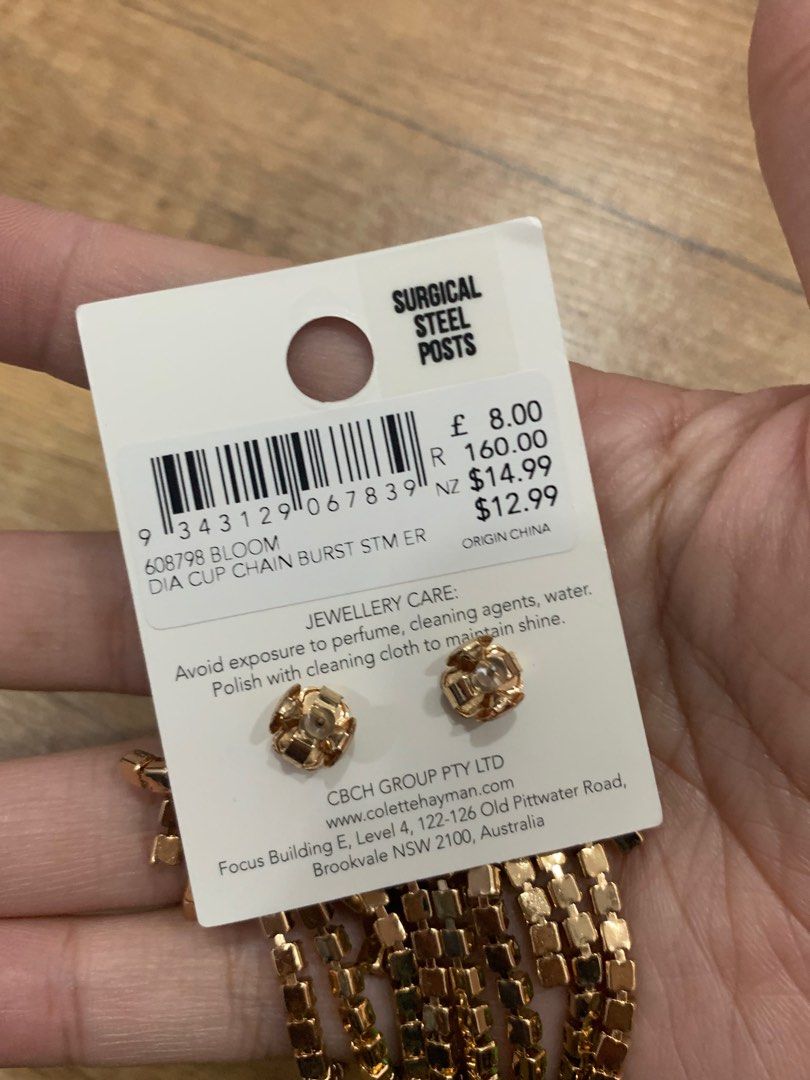 SURGICAL
STEEL
POSTS
£ 8.00
R 160.00
NZ $14.99
$12.99
9 343129 067839
608798 BLOOM
DIA CUP CHAIN BURST STM ER
ORIGIN CHINA
JEWELLERY CARE:
Avoid exposure to perfume, cleaning agents, water.
Polish with cleaning cloth to maintain shine.
CBCH GROUP PTY LTD
www.colettehayman.com
Focus Building E, Level 4, 122-126 Old Pittwater Road,
Brookvale NSW 2100, Australia